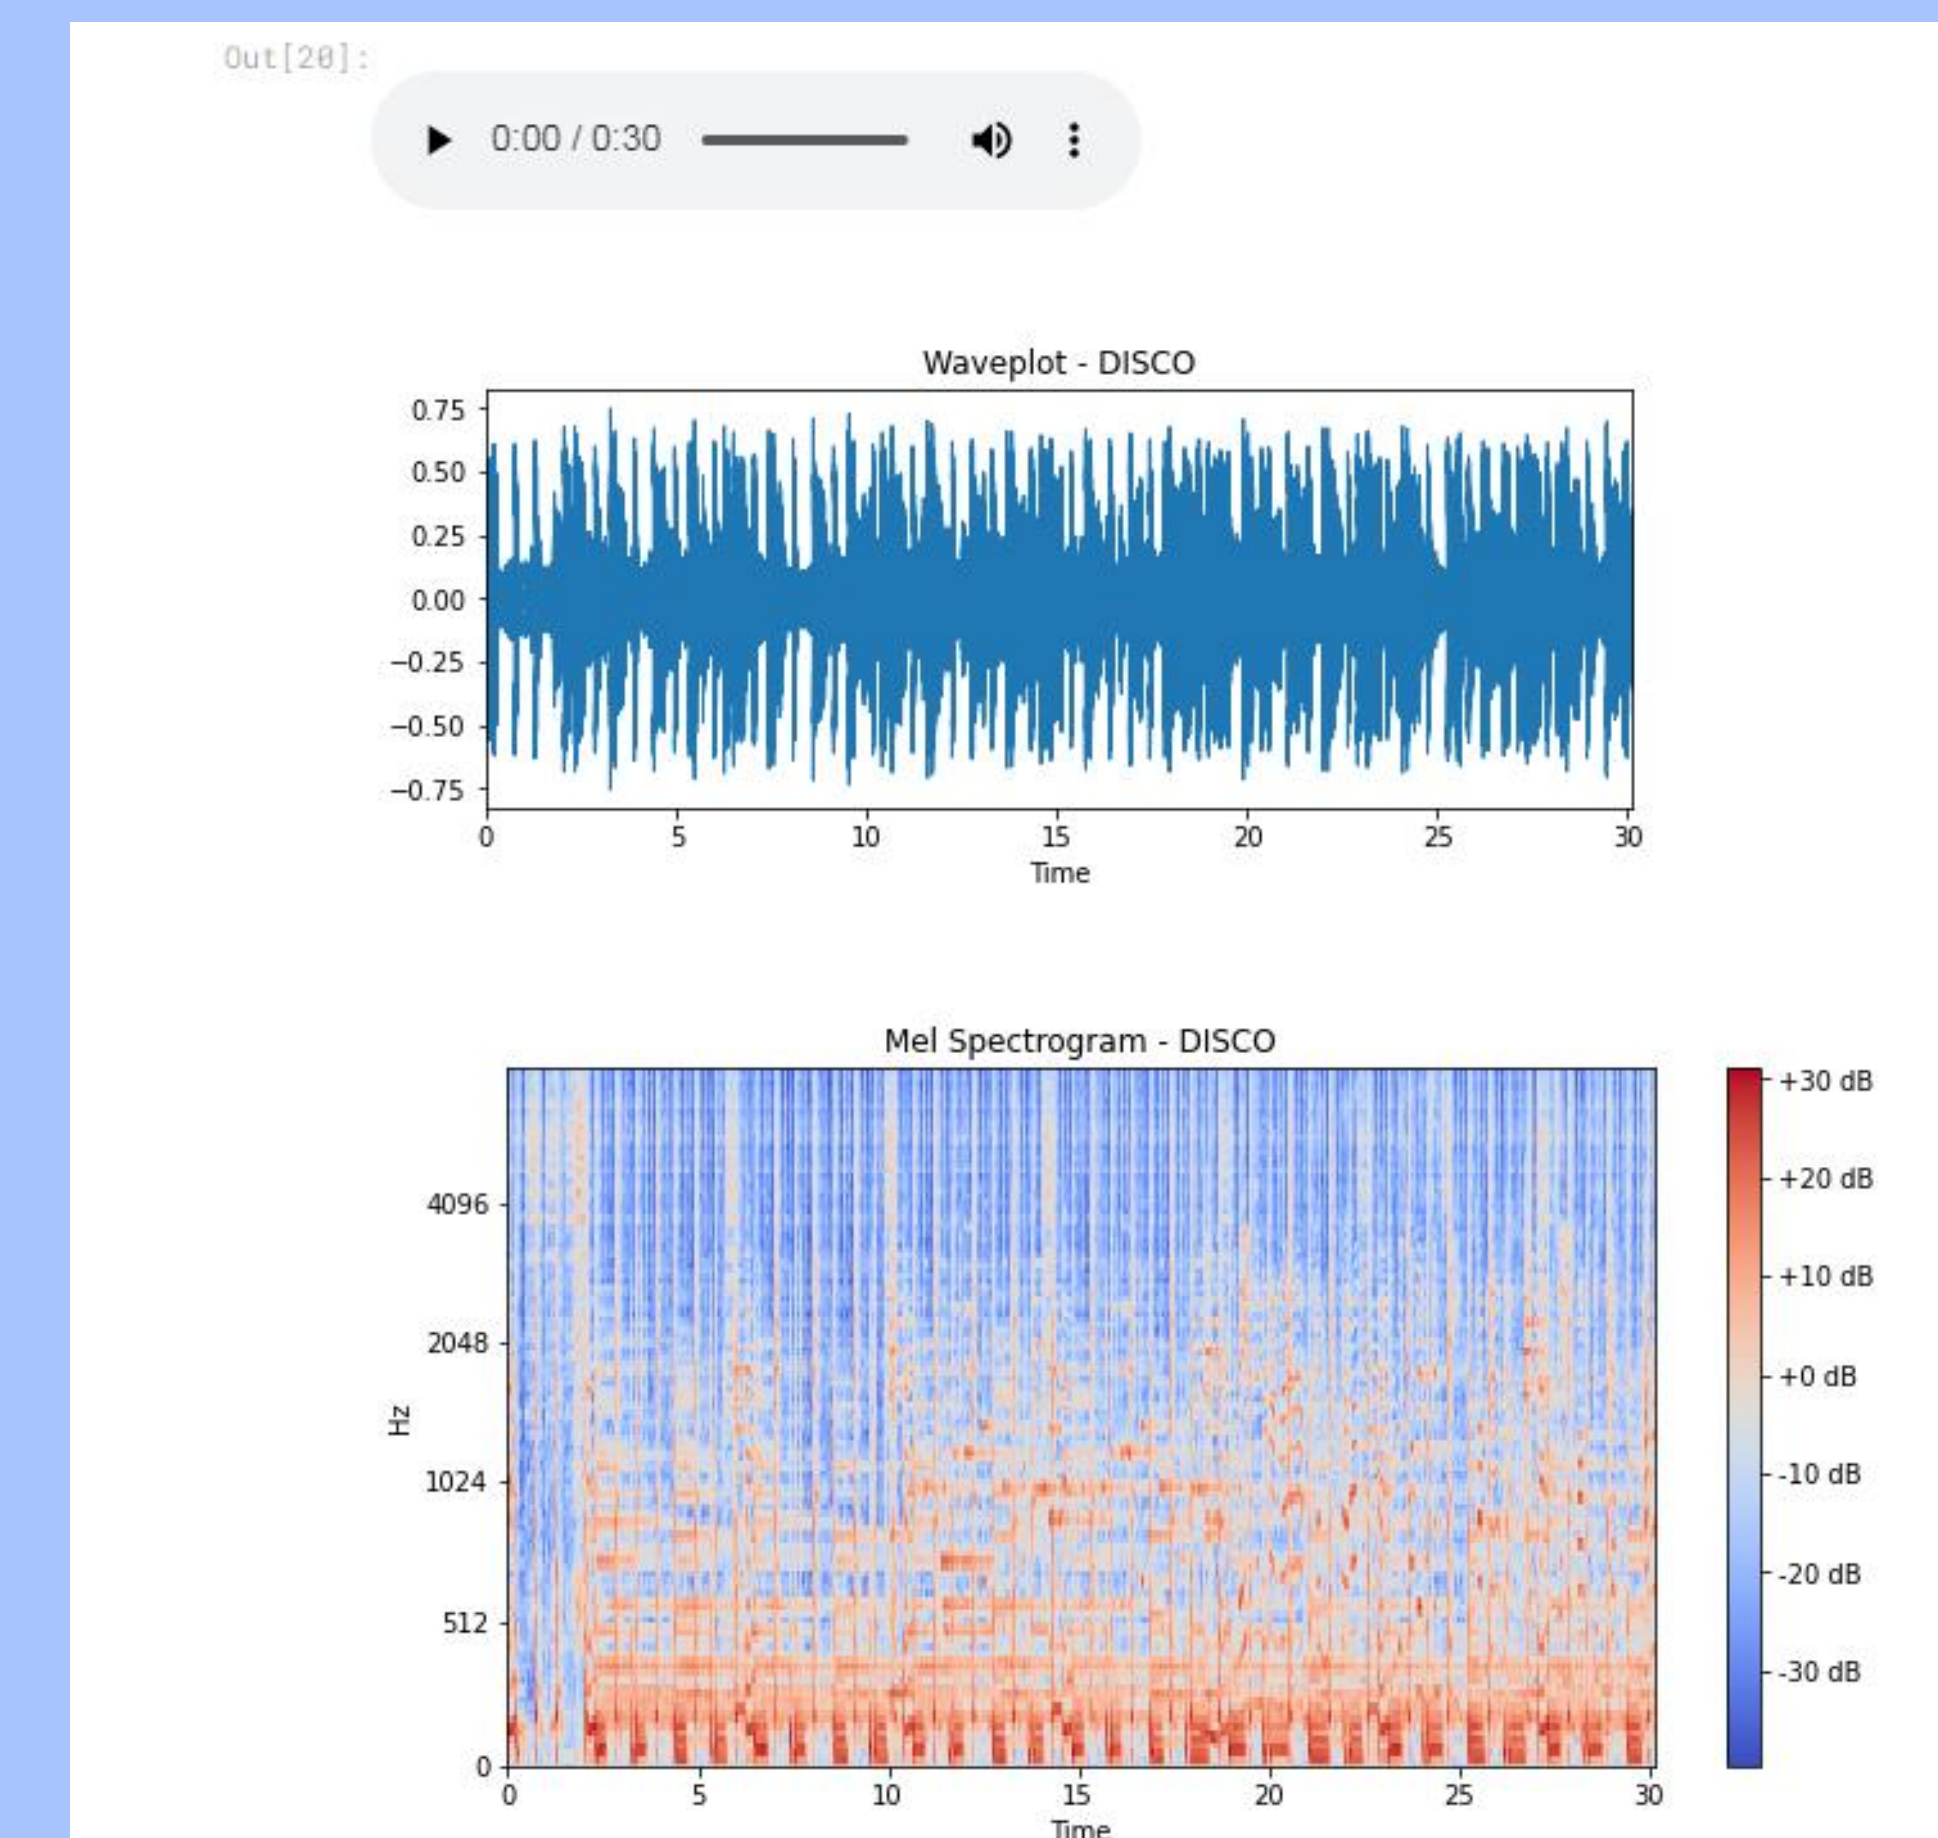 Out[20]:
0:00 / 0:30
Waveplot - DISCO
0.75
0.50
0.25
0.00
−0.25
−0.50
−0.75
0 5 10 15 20 25 30
Time
Mel Spectrogram - DISCO
+30 dB
+20 dB
+10 dB
+0 dB
-10 dB
-20 dB
-30 dB
4096
2048
1024
512
0
Hz
0 5 10 15 20 25 30
Time